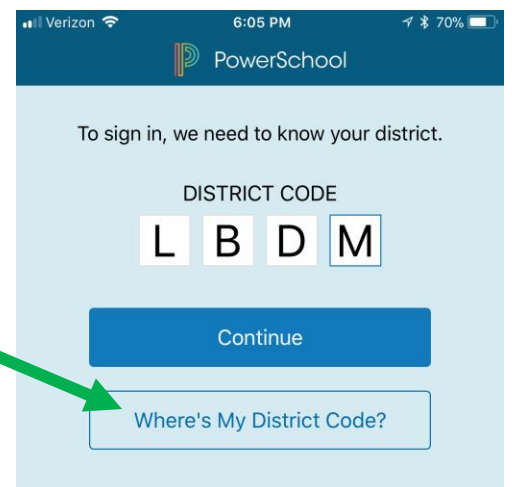 Verizon 6:05 PM 70%
PowerSchool
To sign in, we need to know your district.
DISTRICT CODE
L B D M
Continue
Where's My District Code?